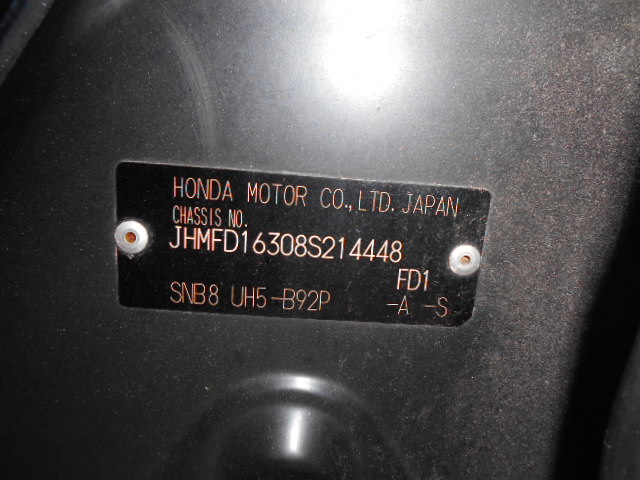 HONDA MOTOR CO.,LTD. JAPAN
CHASSIS NO.
JHMFD16308S214448
FD1
SNB8 UH5-B92P -A -S